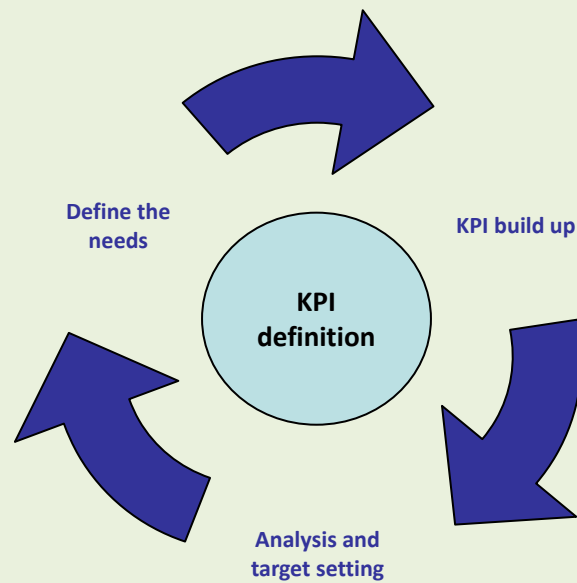 Define the
needs
KPI build up
KPI
definition
Analysis and
target setting